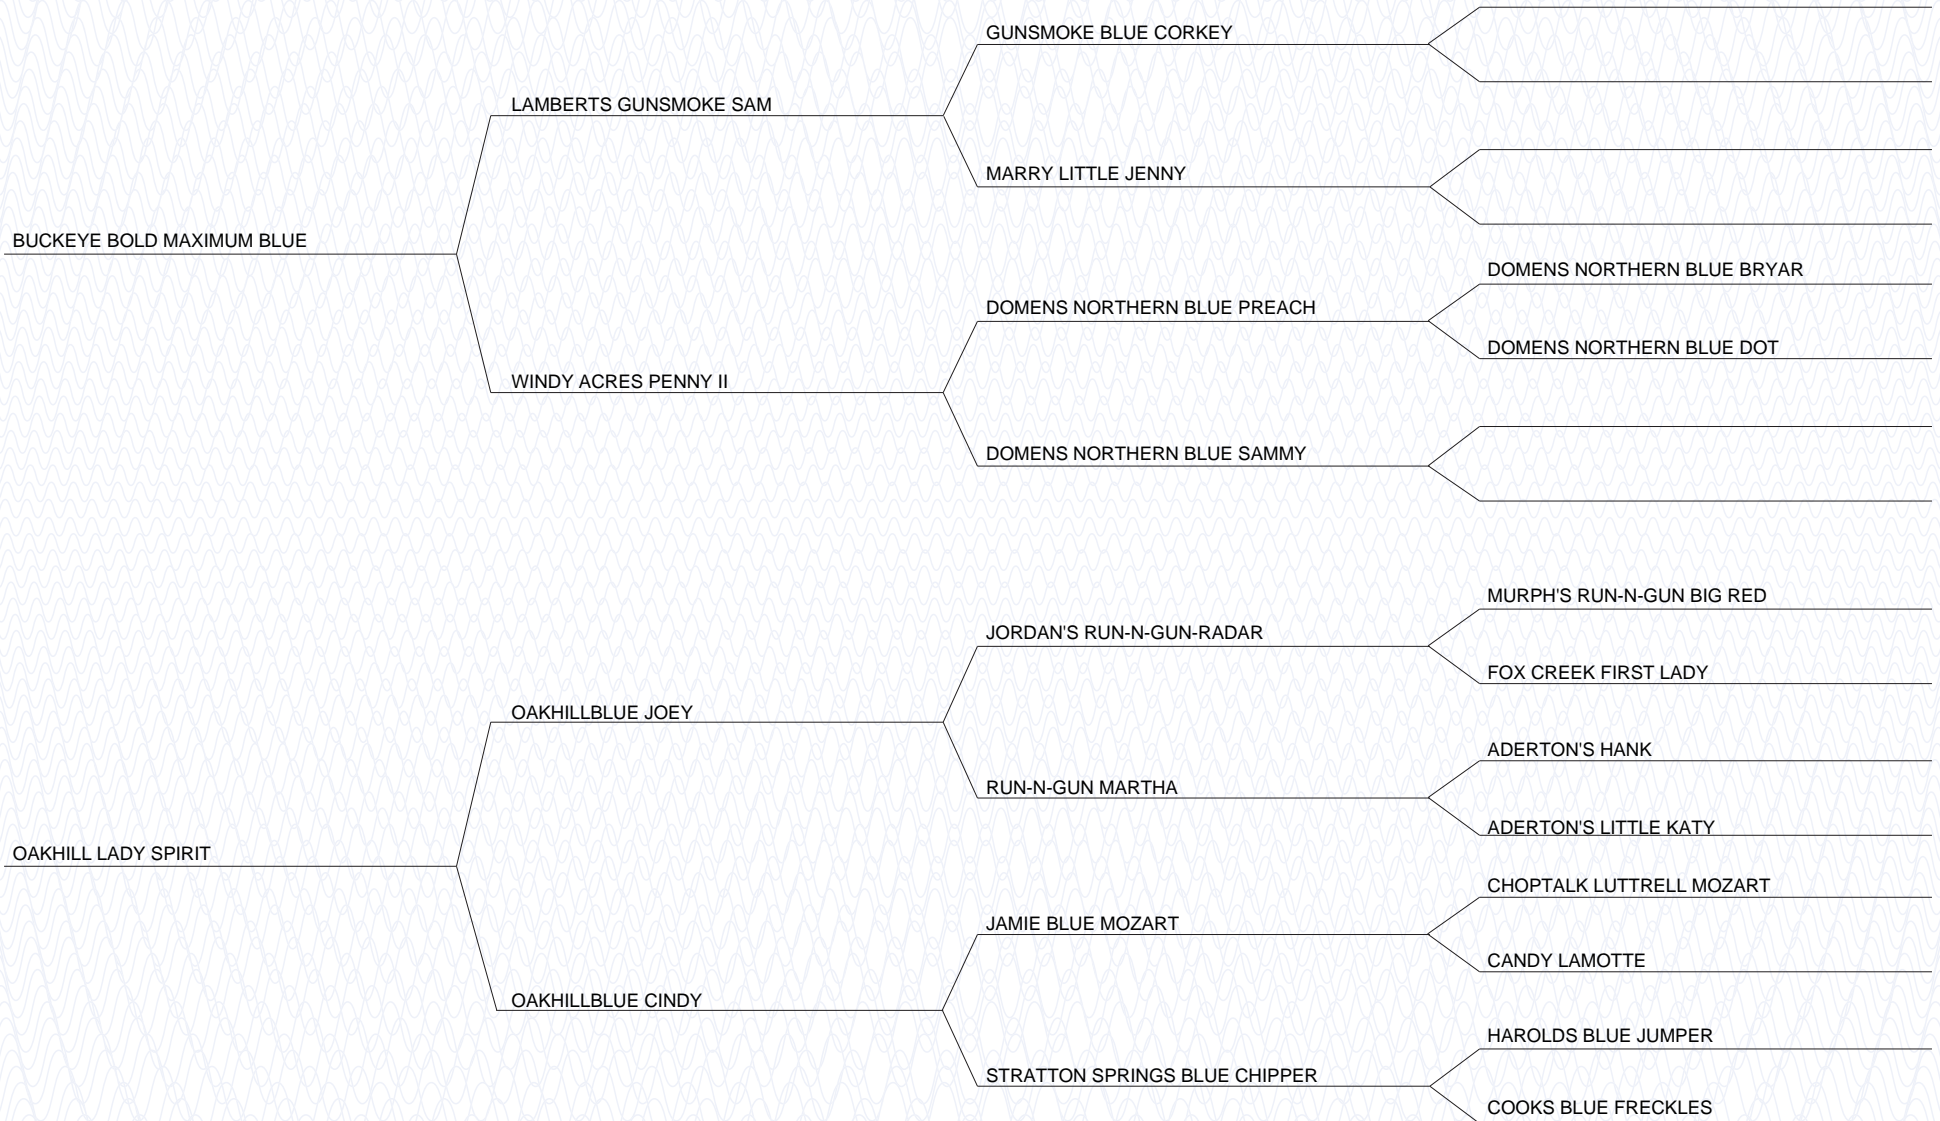 GUNSMOKE BLUE CORKEY
LAMBERTS GUNSMOKE SAM
MARRY LITTLE JENNY
BUCKEYE BOLD MAXIMUM BLUE
DOMENS NORTHERN BLUE BRYAR
DOMENS NORTHERN BLUE PREACH
DOMENS NORTHERN BLUE DOT
WINDY ACRES PENNY II
DOMENS NORTHERN BLUE SAMMY
MURPH'S RUN-N-GUN BIG RED
JORDAN'S RUN-N-GUN-RADAR
FOX CREEK FIRST LADY
OAKHILLBLUE JOEY
ADERTON'S HANK
RUN-N-GUN MARTHA
ADERTON'S LITTLE KATY
OAKHILL LADY SPIRIT
CHOPTALK LUTTRELL MOZART
JAMIE BLUE MOZART
CANDY LAMOTTE
OAKHILLBLUE CINDY
HAROLDS BLUE JUMPER
STRATTON SPRINGS BLUE CHIPPER
COOKS BLUE FRECKLES